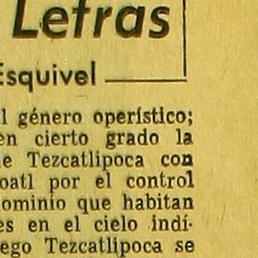 Letras
Esquivel
l género operístico;
en cierto grado la
e Tezcatlipoca con
oatl por el control
ominio que habitan
es en el cielo indí-
ego Tezcatlipoca se